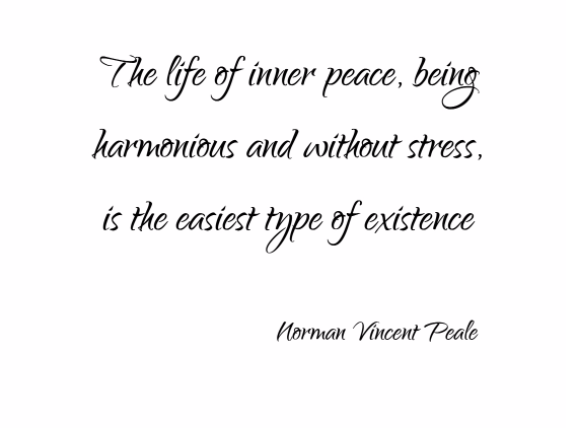 The life of inner peace, being
harmonious and without stress,
is the easiest type of existence
Norman Vincent Peale